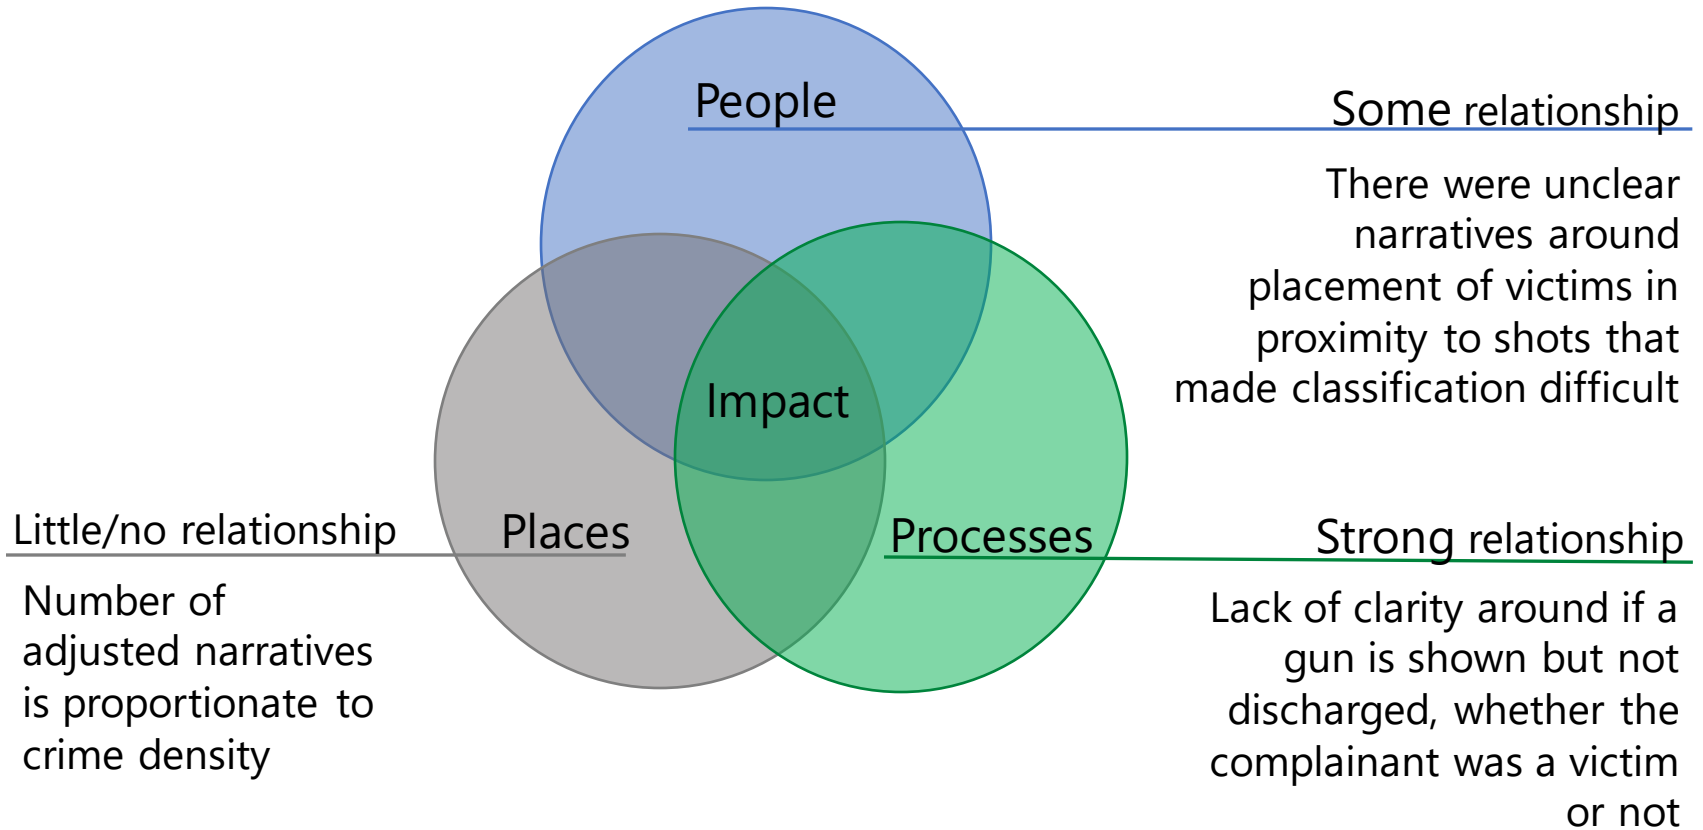 People
Some relationship
There were unclear
narratives around
placement of victims in
proximity to shots that
made classification difficult
Impact
Little/no relationship
Places
Number of
adjusted narratives
is proportionate to
crime density
Processes
Strong relationship
Lack of clarity around if a
gun is shown but not
discharged, whether the
complainant was a victim
or not